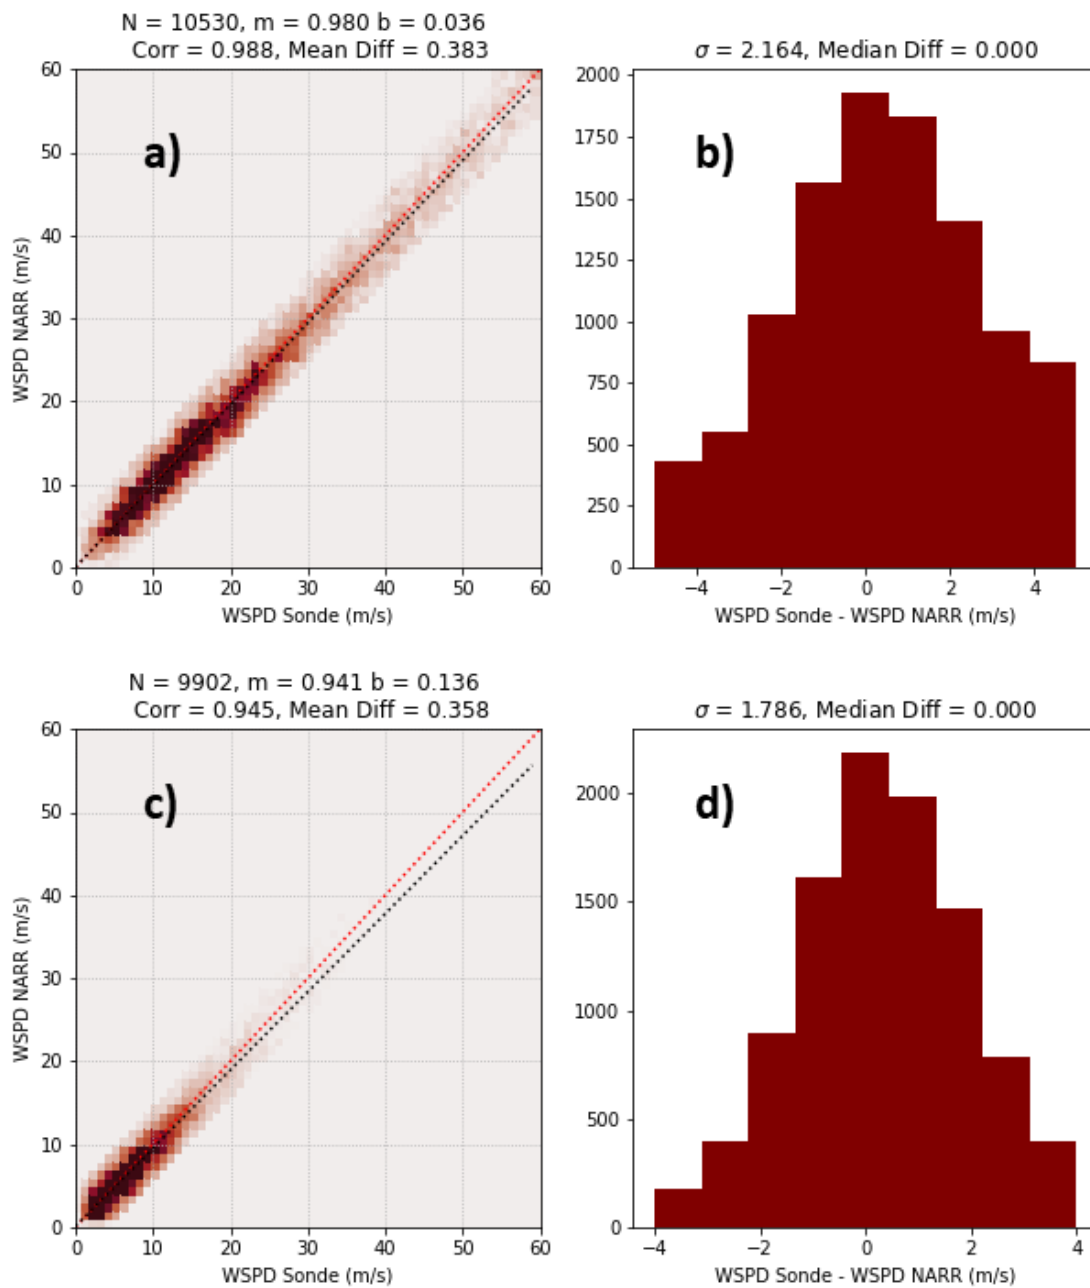 N = 10530, m = 0.980 b = 0.036
Corr = 0.988, Mean Diff = 0.383
60
50
40
30
20
10
0
WSPD NARR (m/s)
a)
0 10 20 30 40 50 60
WSPD Sonde (m/s)
σ = 2.164, Median Diff = 0.000
2000
1750
1500
1250
1000
750
500
250
0
b)
−4 −2 0 2 4
WSPD Sonde - WSPD NARR (m/s)
N = 9902, m = 0.941 b = 0.136
Corr = 0.945, Mean Diff = 0.358
60
50
40
30
20
10
0
WSPD NARR (m/s)
c)
0 10 20 30 40 50 60
WSPD Sonde (m/s)
σ = 1.786, Median Diff = 0.000
2000
1500
1000
500
0
d)
−4 −2 0 2 4
WSPD Sonde - WSPD NARR (m/s)